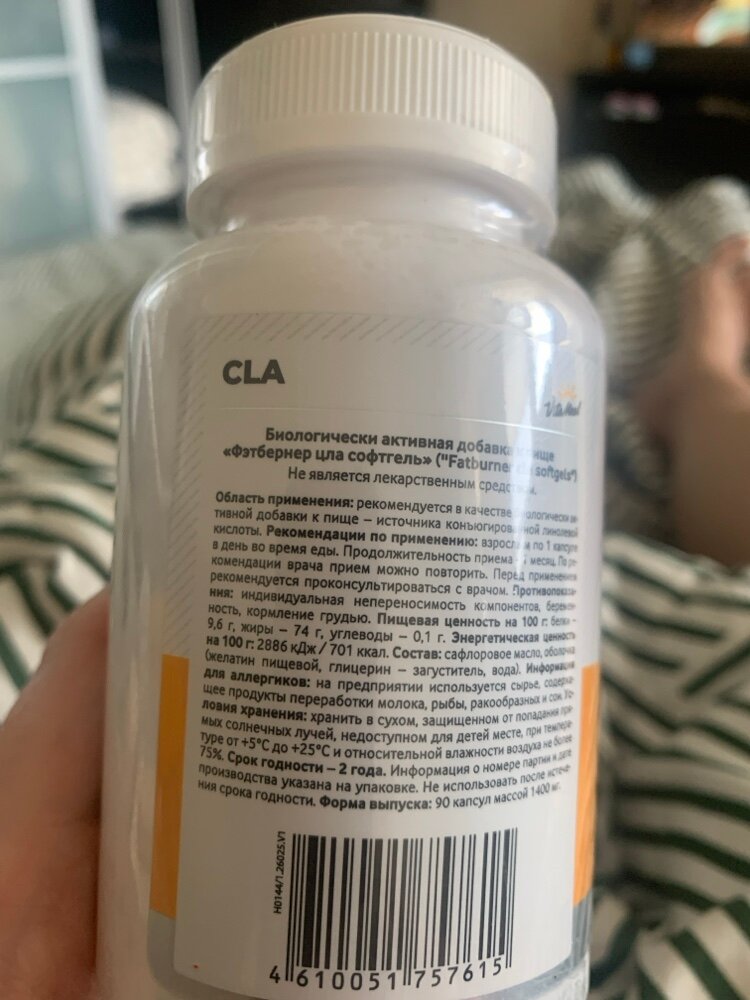 CLA
VitaMeal
Биологически активная добавка пище
«Фэтбернер цла софтгель» ("Fatburner softgels")
Не является лекарственным средством.
Область применения: рекомендуется в качестве биологически ак-
тивной добавки к пище – источника конъюгированной линолевой
кислоты. Рекомендации по применению: взрослым по 1 капсуле
в день во время еды. Продолжительность приема месяц. По ре-
комендации врача прием можно повторить. Перед применением
рекомендуется проконсультироваться с врачом. Противопоказа-
ния: индивидуальная непереносимость компонентов, беремен-
ность, кормление грудью. Пищевая ценность на 100 г: белки –
9,6 г, жиры – 74 г, углеводы – 0,1 г. Энергетическая ценность
на 100 г: 2886 кДж / 701 ккал. Состав: сафлоровое масло, оболочка
(желатин пищевой, глицерин – загуститель, вода). Информация
для аллергиков: на предприятии используется сырье, содержа-
щее продукты переработки молока, рыбы, ракообразных и сои. Ус-
ловия хранения: хранить в сухом, защищенном от попадания пря-
мых солнечных лучей, недоступном для детей месте, при темпера-
туре от +5°С до +25°С и относительной влажности воздуха не более
75%. Срок годности – 2 года. Информация о номере партии и дате
производства указана на упаковке. Не использовать после истече-
ния срока годности. Форма выпуска: 90 капсул массой 1400 мг.
H0144/1.26025.V1
4 610051 757615